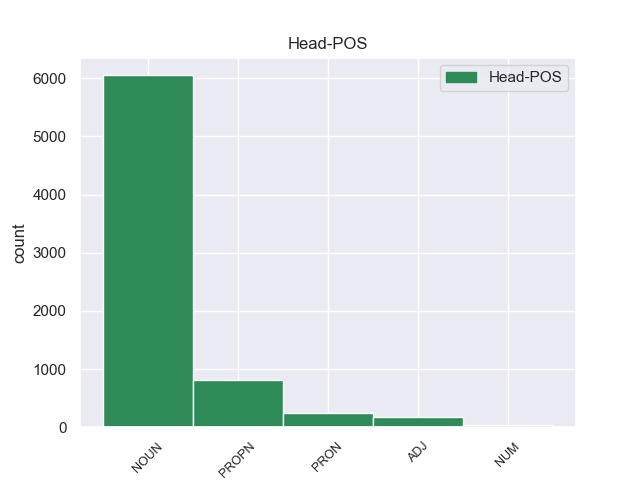 Head-POS
Head-POS
6000
5000
4000
3000
2000
1000
0
count
NOUN
PROPN
PRON
ADJ
NUM